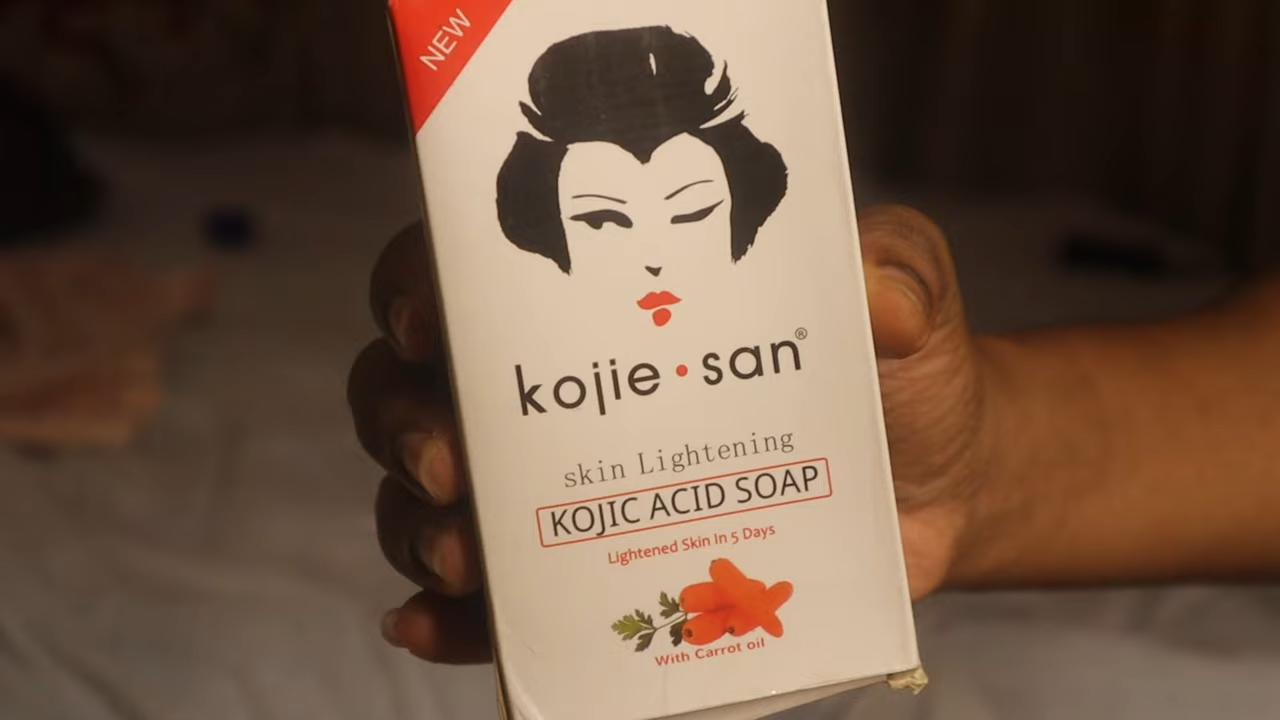 NEW
kojie•san®
skin Lightening
KOJIC ACID SOAP
Lightened Skin In 5 Days
With Carrot oil